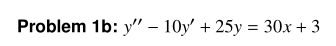 Problem 1b: y′′ − 10y′ + 25y = 30x + 3